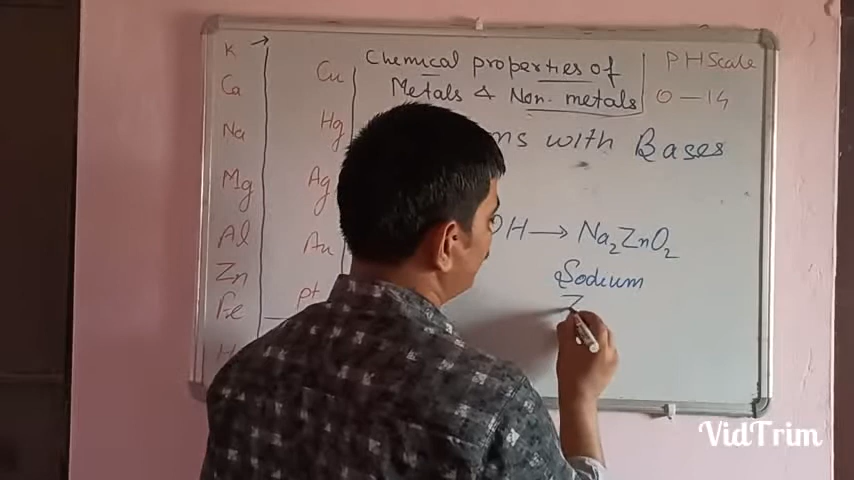 K →
Ca
Na
Mg
Al
Zn
Fe
H
Cu
Hg
Ag
Au
Pt
Chemical properties of
Metals & Non-metals
PH Scale
0 — 14
with Bases
OH → Na₂ZnO₂
Sodium
Z
VidTrim